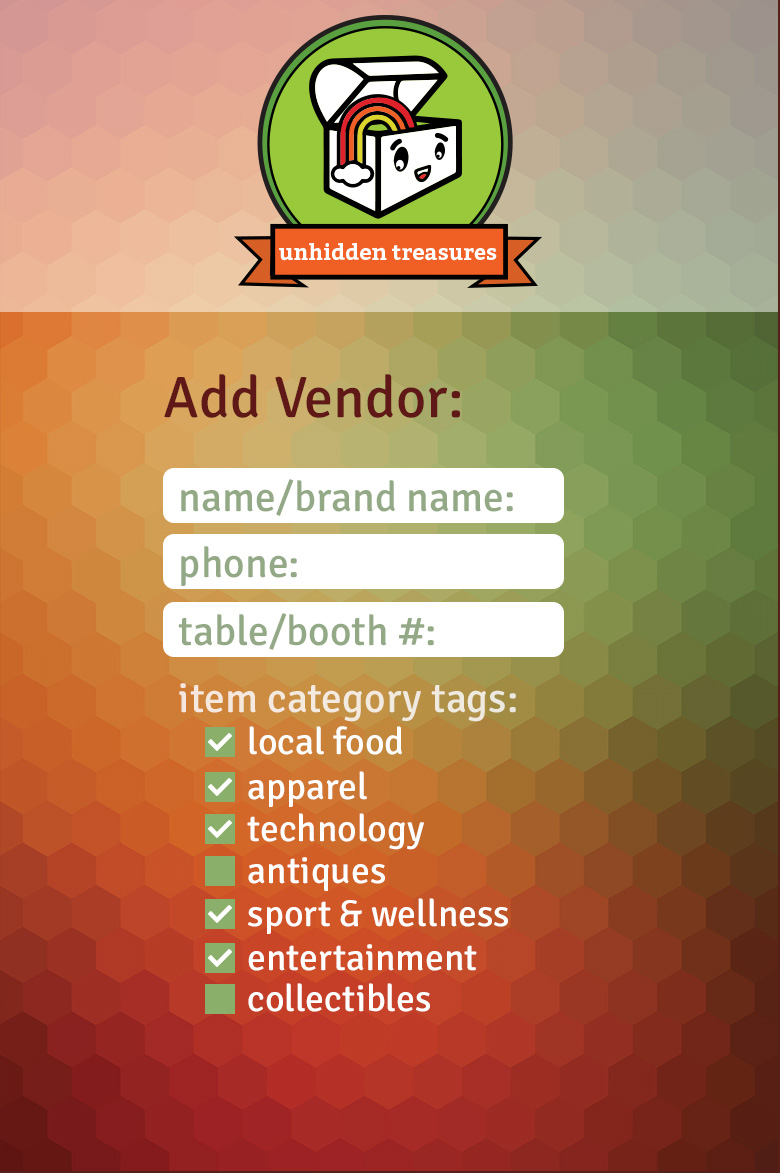 unhidden treasures
Add Vendor:
name/brand name:
phone:
table/booth #:
item category tags:
local food
apparel
technology
antiques
sport & wellness
entertainment
collectibles